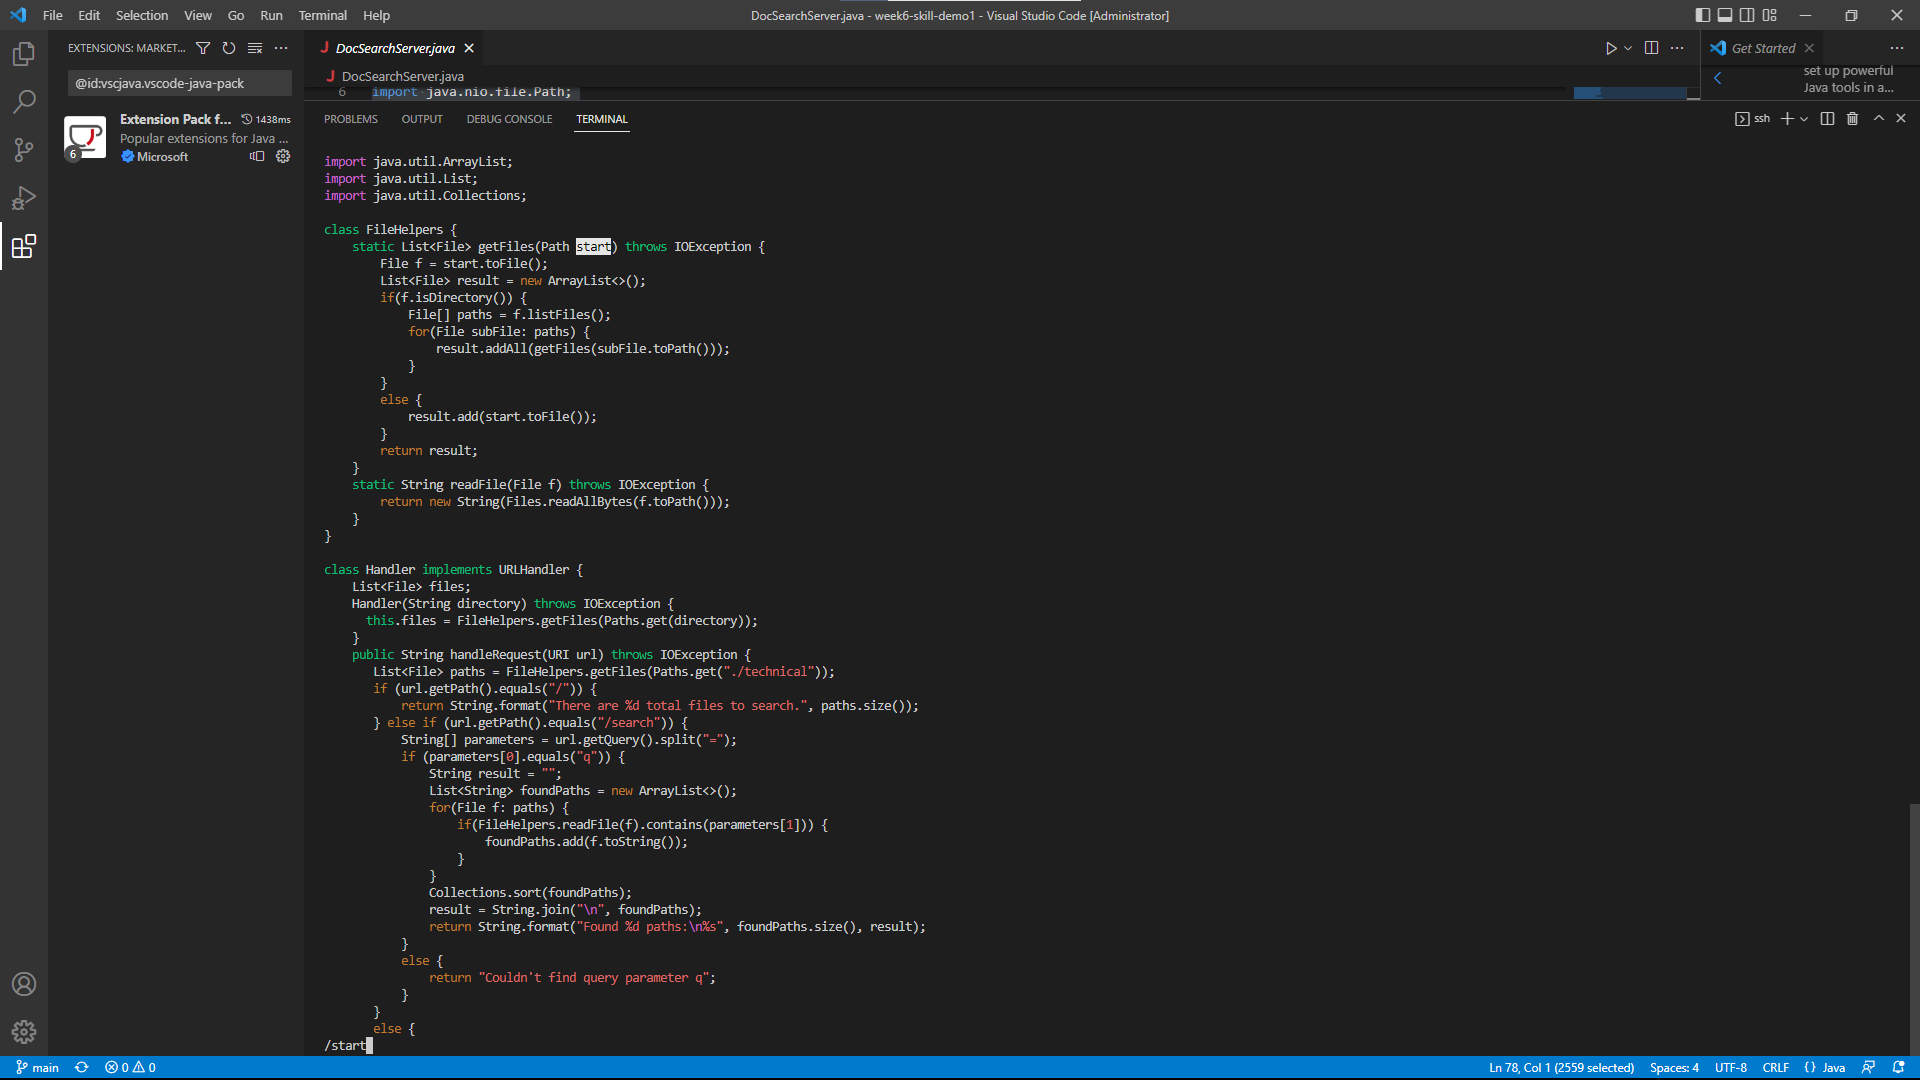 File Edit Selection View Go Run Terminal Help
DocSearchServer.java - week6-skill-demo1 - Visual Studio Code [Administrator]
EXTENSIONS: MARKET...
@id:vscjava.vscode-java-pack
Extension Pack f... 1438ms
Popular extensions for Java ...
Microsoft
6
DocSearchServer.java
DocSearchServer.java
6 import java.nio.file.Path;
Get Started
set up powerful
Java tools in a...
PROBLEMS OUTPUT DEBUG CONSOLE TERMINAL
ssh
import java.util.ArrayList;
import java.util.List;
import java.util.Collections;
class FileHelpers {
    static List<File> getFiles(Path start) throws IOException {
        File f = start.toFile();
        List<File> result = new ArrayList<>();
        if(f.isDirectory()) {
            File[] paths = f.listFiles();
            for(File subFile: paths) {
                result.addAll(getFiles(subFile.toPath()));
            }
        }
        else {
            result.add(start.toFile());
        }
        return result;
    }
    static String readFile(File f) throws IOException {
        return new String(Files.readAllBytes(f.toPath()));
    }
}
class Handler implements URLHandler {
    List<File> files;
    Handler(String directory) throws IOException {
      this.files = FileHelpers.getFiles(Paths.get(directory));
    }
    public String handleRequest(URI url) throws IOException {
       List<File> paths = FileHelpers.getFiles(Paths.get("./technical"));
       if (url.getPath().equals("/")) {
           return String.format("There are %d total files to search.", paths.size());
       } else if (url.getPath().equals("/search")) {
           String[] parameters = url.getQuery().split("=");
           if (parameters[0].equals("q")) {
               String result = "";
               List<String> foundPaths = new ArrayList<>();
               for(File f: paths) {
                   if(FileHelpers.readFile(f).contains(parameters[1])) {
                       foundPaths.add(f.toString());
                   }
               }
               Collections.sort(foundPaths);
               result = String.join("\n", foundPaths);
               return String.format("Found %d paths:\n%s", foundPaths.size(), result);
           }
           else {
               return "Couldn't find query parameter q";
           }
       }
       else {
/start
main 0 0 Ln 78, Col 1 (2559 selected) Spaces: 4 UTF-8 CRLF {} Java